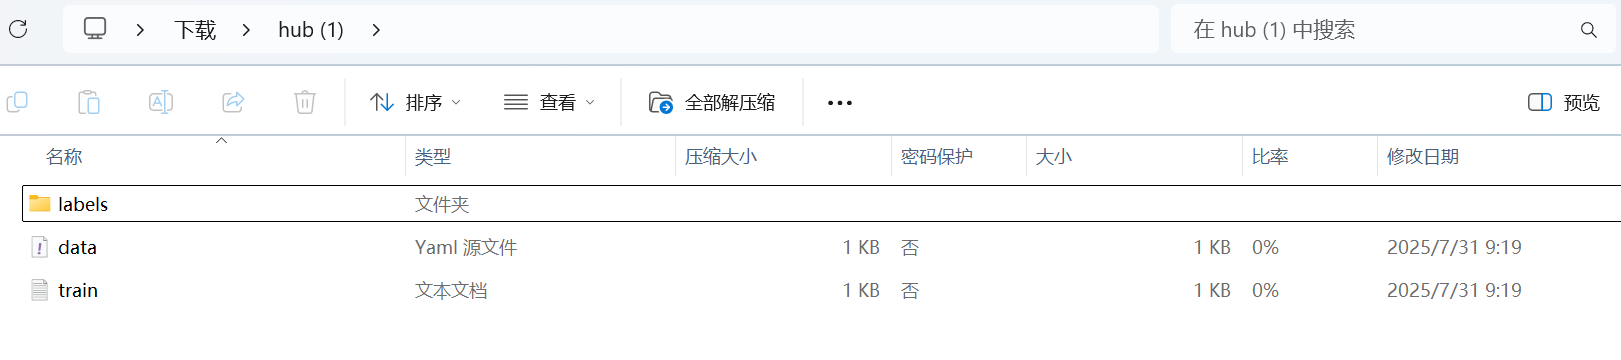 下载 hub (1) 在 hub (1) 中搜索
排序 查看 全部解压缩 ••• 预览
名称 类型 压缩大小 密码保护 大小 比率 修改日期
labels 文件夹
data Yaml 源文件 1 KB 否 1 KB 0% 2025/7/31 9:19
train 文本文档 1 KB 否 1 KB 0% 2025/7/31 9:19